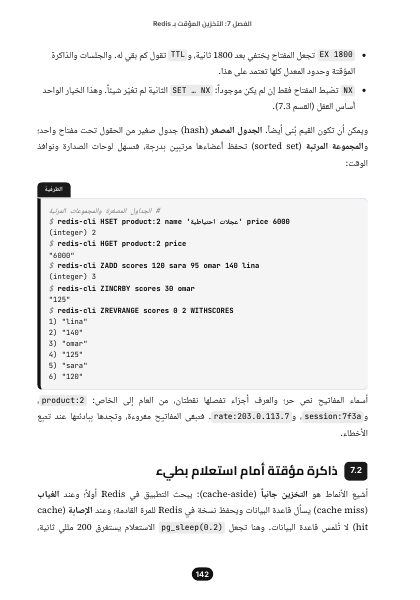 الفصل 7: التخزين المؤقت بـ Redis
• EX 1800 تجعل المفتاح يختفي بعد 1800 ثانية، و TTL تقول كم بقي له. والجلسات والذاكرة
المؤقتة وحدود المعدل كلها تعتمد على هذا.
• NX تضبط المفتاح فقط إن لم يكن موجوداً: SET … NX الثانية لم تغيّر شيئاً. وهذا الخيار الواحد
أساس العقل (القسم 7.3).
ويمكن أن تكون القيم بُنى أيضاً. الجدول المصغر (hash) جدول صغير من الحقول تحت مفتاح واحد؛
والمجموعة المرتبة (sorted set) تحفظ أعضاءها مرتبين بدرجة، فتسهل لوحات الصدارة ونوافذ
الوقت:
الطرفية
# الجداول المصغرة والمجموعات المرتبة
$ redis-cli HSET product:2 name 'عجلات احتياطية' price 6000
(integer) 2
$ redis-cli HGET product:2 price
"6000"
$ redis-cli ZADD scores 120 sara 95 omar 140 lina
(integer) 3
$ redis-cli ZINCRBY scores 30 omar
"125"
$ redis-cli ZREVRANGE scores 0 2 WITHSCORES
1) "lina"
2) "140"
3) "omar"
4) "125"
5) "sara"
6) "120"
أسماء المفاتيح نص حر؛ والعرف أجزاء تفصلها نقطتان، من العام إلى الخاص: product:2،
و session:7f3a، و rate:203.0.113.7. فتبقى المفاتيح مقروءة، وتجدها ببادئتها عند تتبع
الأخطاء.
7.2 ذاكرة مؤقتة أمام استعلام بطيء
أشيع الأنماط هو التخزين جانباً (cache-aside): يبحث التطبيق في Redis أولاً؛ وعند الغياب
(cache miss) يسأل قاعدة البيانات ويحفظ نسخة في Redis للمرة القادمة؛ وعند الإصابة (cache
hit) لا تُلمس قاعدة البيانات. وهنا تجعل pg_sleep(0.2) الاستعلام يستغرق 200 مللي ثانية،
142